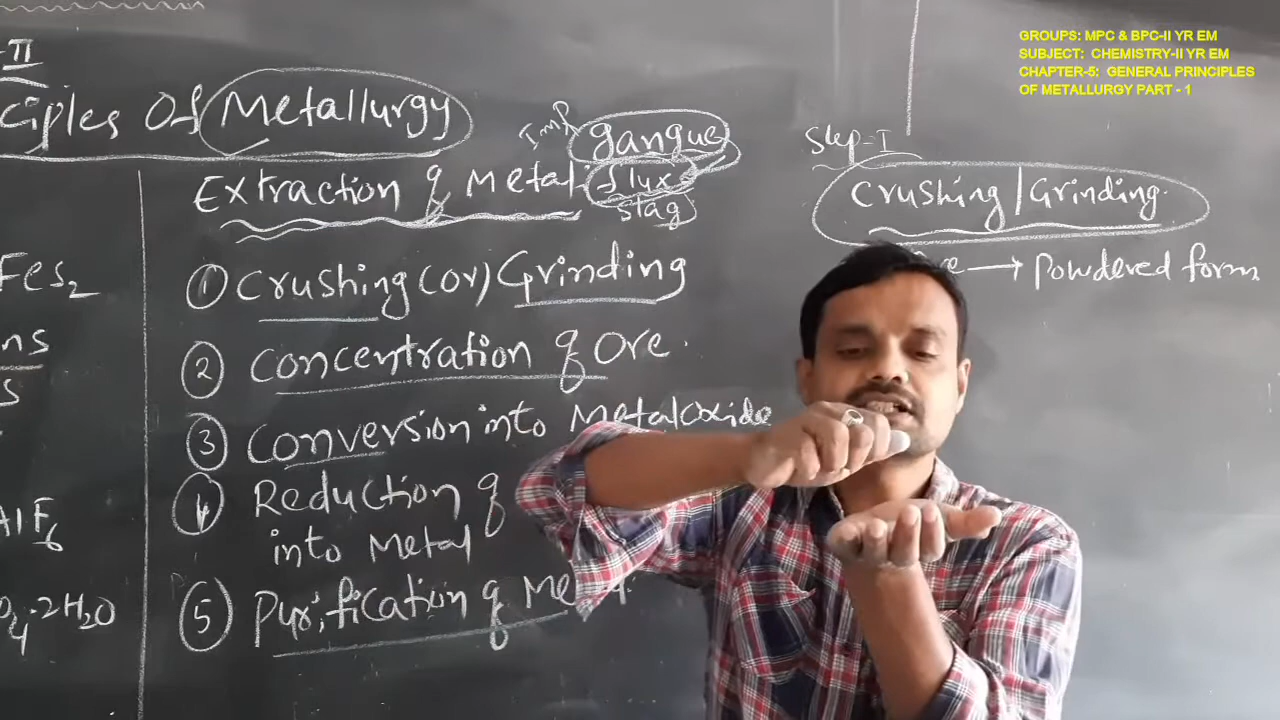 GROUPS: MPC & BPC-II YR EM
SUBJECT: CHEMISTRY-II YR EM
CHAPTER-5: GENERAL PRINCIPLES
OF METALLURGY PART - 1
-II
ciples Of Metallurgy
Imp gangue
Extraction of Metal flux
slag
① Crushing (or) Grinding
② Concentration of Ore.
③ Conversion into Metal oxide
④ Reduction of
into Metal
⑤ Purification of Me
FeS2
ns
s
AlF6
O4.2H2O
Step-I
Crushing/Grinding.
→ Powdered form